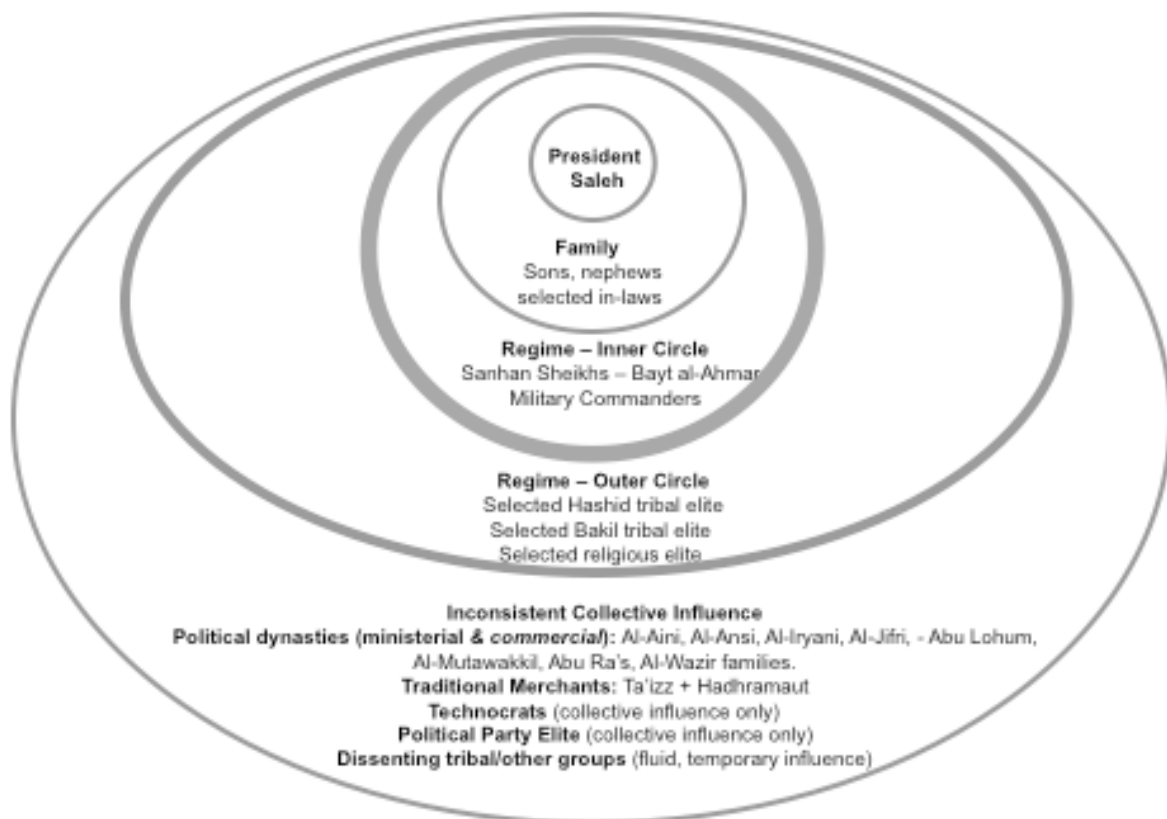 President
Saleh
Family
Sons, nephews
selected in-laws
Regime – Inner Circle
Sanhan Sheikhs – Bayt al-Ahmar
Military Commanders
Regime – Outer Circle
Selected Hashid tribal elite
Selected Bakil tribal elite
Selected religious elite
Inconsistent Collective Influence
Political dynasties (ministerial & commercial): Al-Aini, Al-Ansi, Al-Iryani, Al-Jifri, - Abu Lohum,
Al-Mutawakkil, Abu Ra's, Al-Wazir families.
Traditional Merchants: Ta'izz + Hadhramaut
Technocrats (collective influence only)
Political Party Elite (collective influence only)
Dissenting tribal/other groups (fluid, temporary influence)